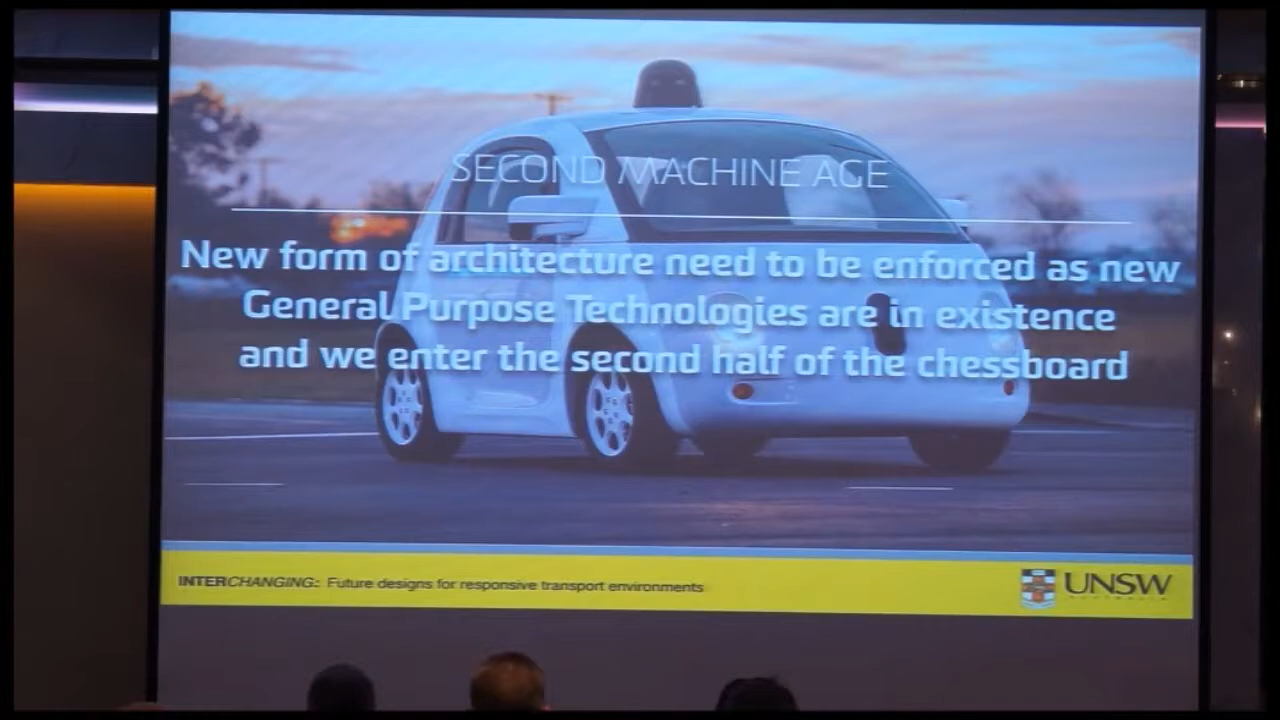 SECOND MACHINE AGE
New form of architecture need to be enforced as new
General Purpose Technologies are in existence
and we enter the second half of the chessboard
INTERCHANGING: Future designs for responsive transport environments
UNSW